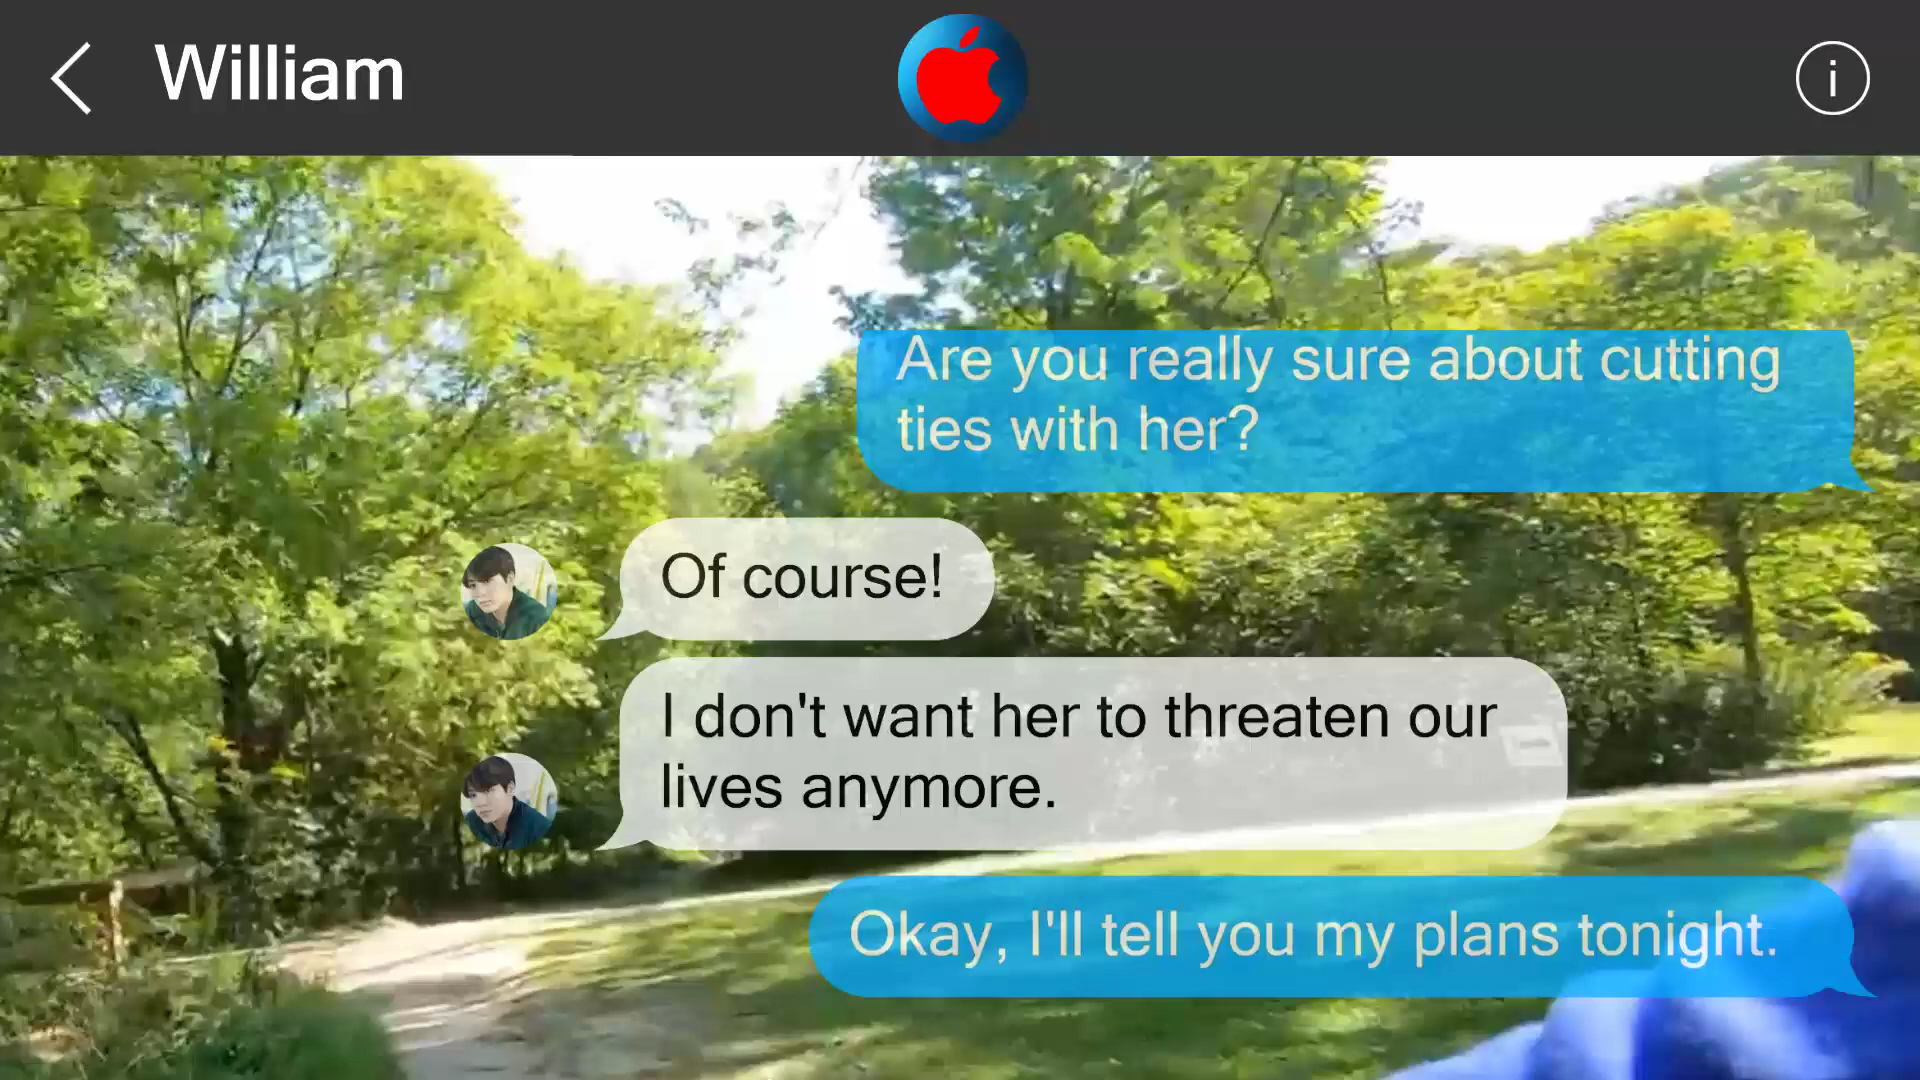 William
Are you really sure about cutting
ties with her?
Of course!
I don't want her to threaten our
lives anymore.
Okay, I'll tell you my plans tonight.